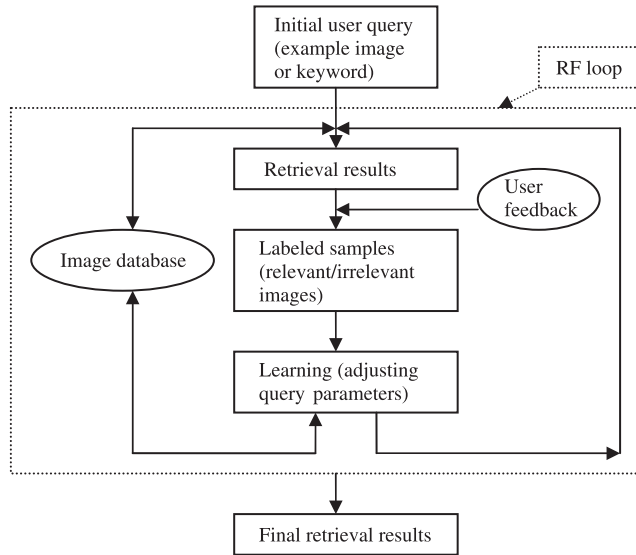 Initial user query
(example image
or keyword)
RF loop
Retrieval results
User
feedback
Image database
Labeled samples
(relevant/irrelevant
images)
Learning (adjusting
query parameters)
Final retrieval results